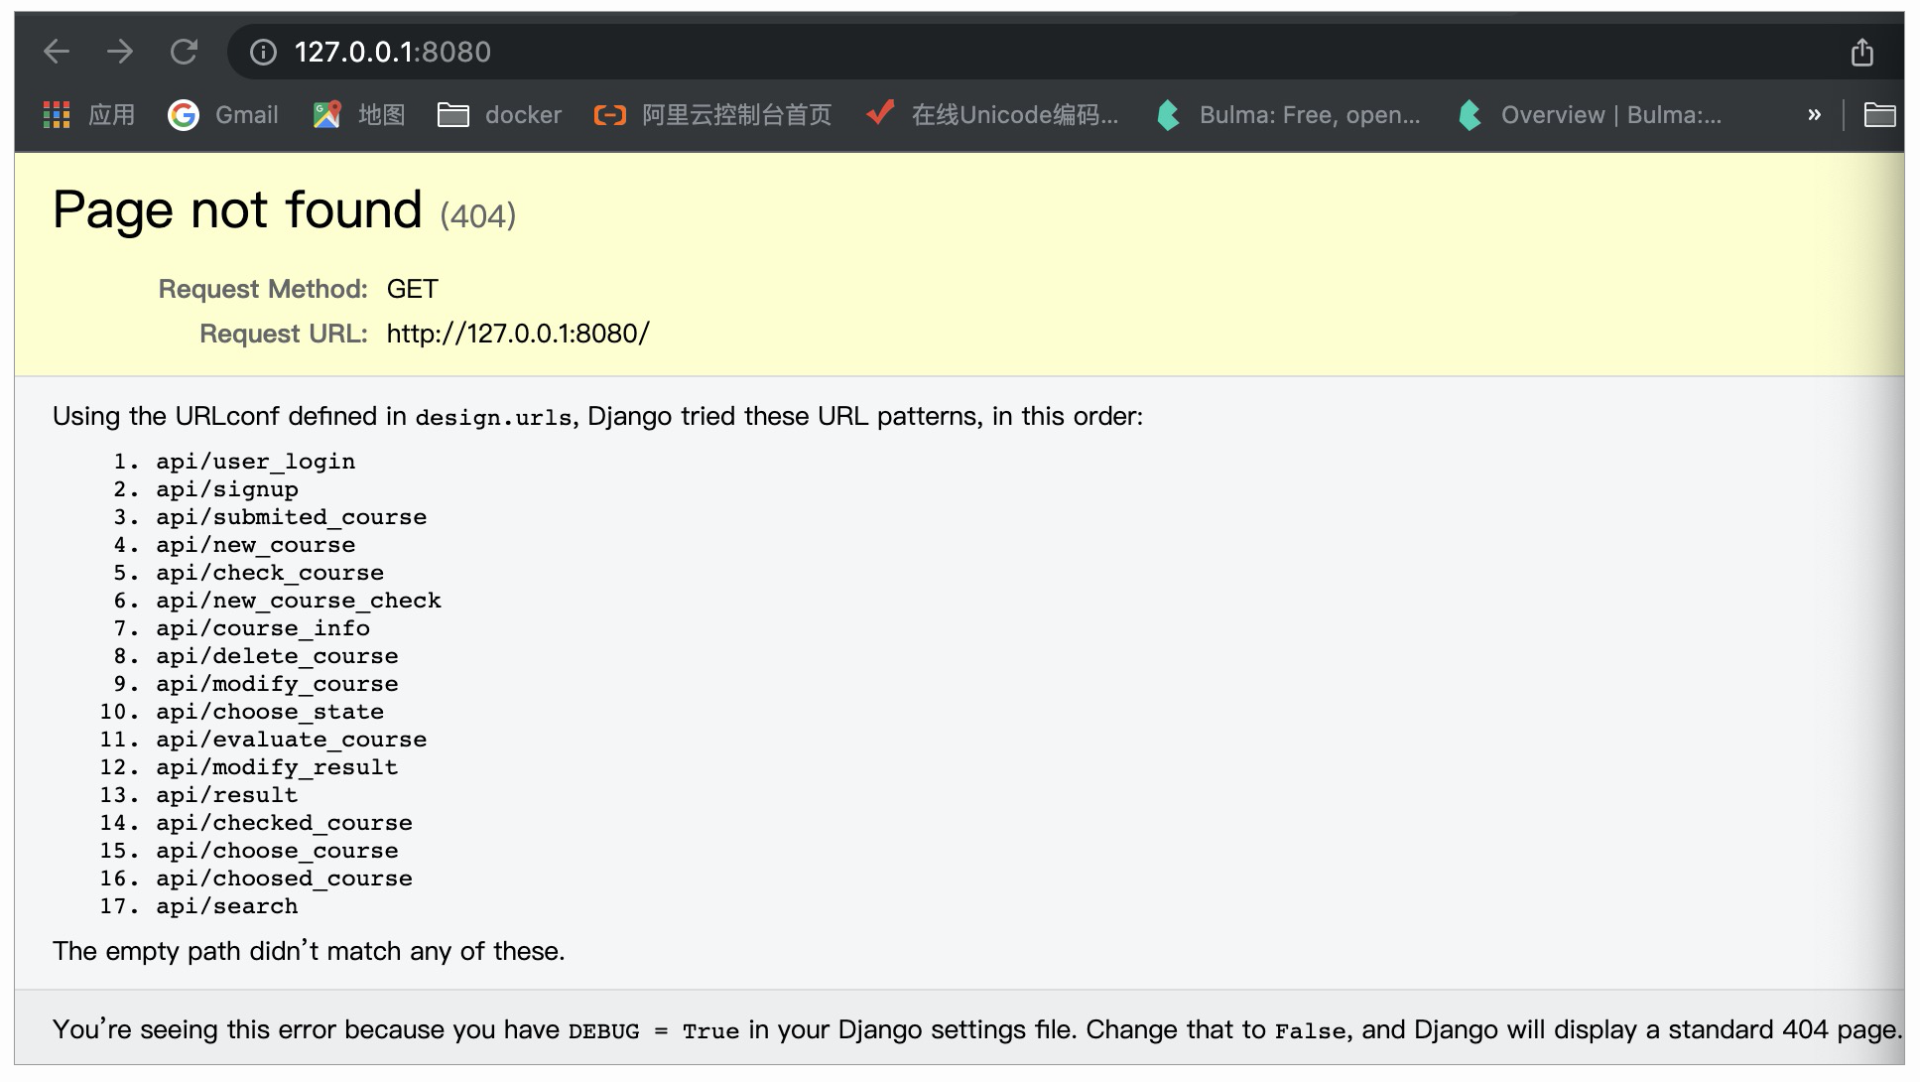 127.0.0.1:8080
应用 Gmail 地图 docker 阿里云控制台首页 在线Unicode编码... Bulma: Free, open... Overview | Bulma:... »
Page not found (404)
Request Method: GET
Request URL: http://127.0.0.1:8080/
Using the URLconf defined in design.urls, Django tried these URL patterns, in this order:
1. api/user_login
2. api/signup
3. api/submited_course
4. api/new_course
5. api/check_course
6. api/new_course_check
7. api/course_info
8. api/delete_course
9. api/modify_course
10. api/choose_state
11. api/evaluate_course
12. api/modify_result
13. api/result
14. api/checked_course
15. api/choose_course
16. api/choosed_course
17. api/search
The empty path didn’t match any of these.
You’re seeing this error because you have DEBUG = True in your Django settings file. Change that to False, and Django will display a standard 404 page.